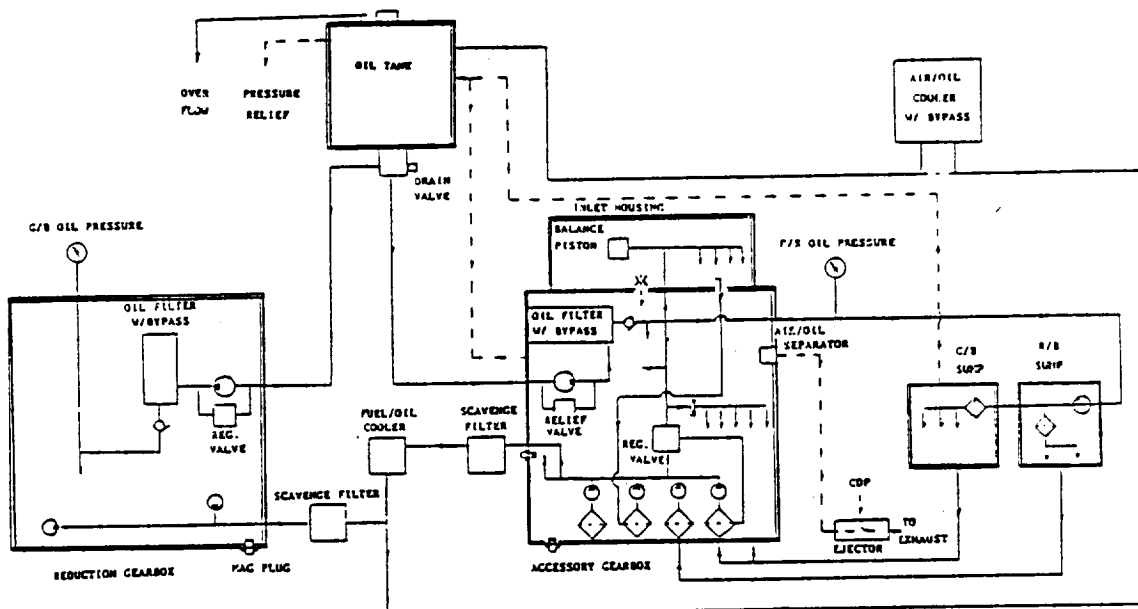 OIL TANK
OVER
FLOW
PRESSURE
RELIEF
AIR/OIL
COOLER
W/ BYPASS
DRAIN
VALVE
INLET HOUSING
BALANCE
PISTON
G/B OIL PRESSURE
P/S OIL PRESSURE
OIL FILTER
W/BYPASS
OIL FILTER
W/ BYPASS
AIR/OIL
SEPARATOR
C/B
SUMP
R/B
SUMP
REG.
VALVE
FUEL/OIL
COOLER
SCAVENGE
FILTER
RELIEF
VALVE
REG.
VALVE
SCAVENGE FILTER
CDP
TO
EXHAUST
EJECTOR
REDUCTION GEARBOX
MAG PLUG
ACCESSORY GEARBOX